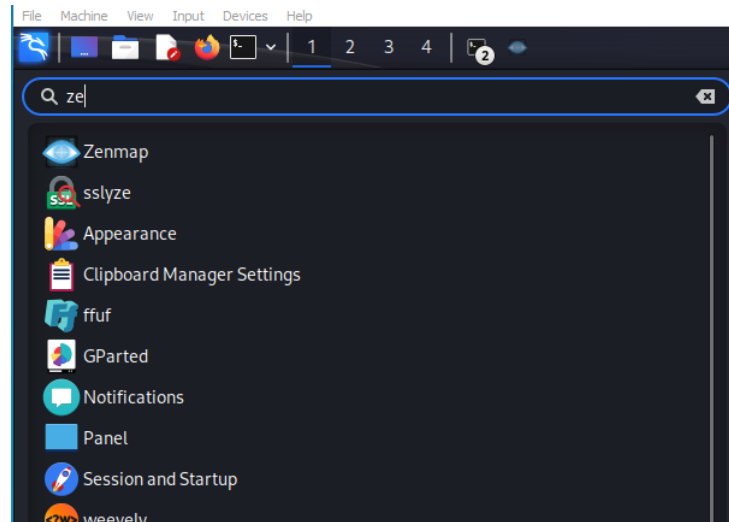 File Machine View Input Devices Help
1 2 3 4 2
ze
Zenmap
SSL
sslyze
Appearance
Clipboard Manager Settings
ffuf
GParted
Notifications
Panel
Session and Startup
weevely